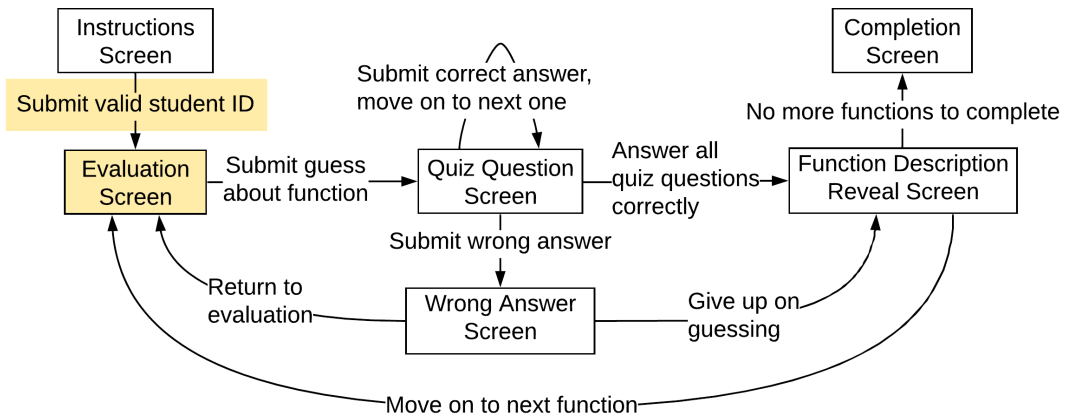 Instructions
Screen
Submit valid student ID
Evaluation
Screen
Submit guess
about function
Submit correct answer,
move on to next one
Quiz Question
Screen
Answer all
quiz questions
correctly
Completion
Screen
No more functions to complete
Function Description
Reveal Screen
Submit wrong answer
Wrong Answer
Screen
Return to
evaluation
Give up on
guessing
Move on to next function